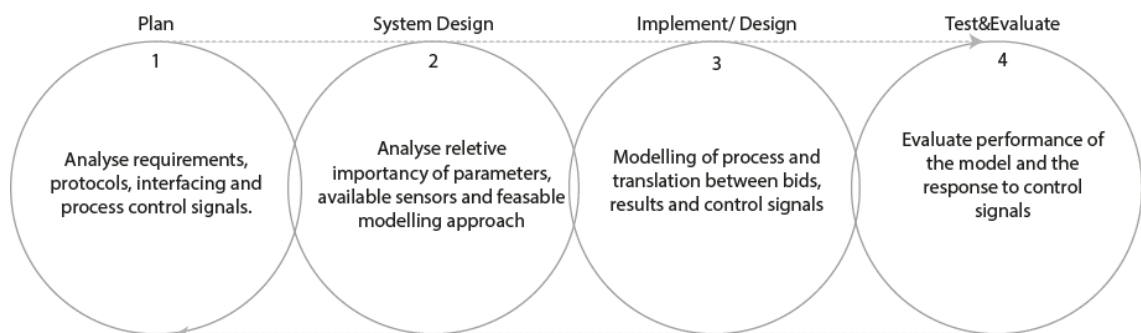 Plan
System Design
Implement/ Design
Test&Evaluate
1
Analyse requirements,
protocols, interfacing and
process control signals.
2
Analyse reletive
importancy of parameters,
available sensors and feasable
modelling approach
3
Modelling of process and
translation between bids,
results and control signals
4
Evaluate performance of
the model and the
response to control
signals